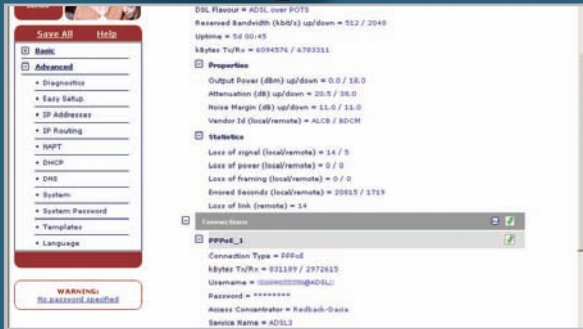 Save All Help
Basic
Advanced
• Diagnostics
• Easy Setup
• IP Addresses
• IP Routing
• NAPT
• DHCP
• DNS
• System
• System Password
• Templates
• Language
WARNING:
No password specified
DSL Flavour = ADSL over POTS
Reserved Bandwidth (kbit/s) up/down = 512 / 2048
Uptime = 5d 00:45
kBytes Tx/Rx = 6094576 / 6783311
Properties
Output Power (dBm) up/down = 0.0 / 18.0
Attenuation (dB) up/down = 20.5 / 38.0
Noise Margin (dB) up/down = 11.0 / 11.0
Vendor Id (local/remote) = ALCB / BDCM
Statistics
Loss of signal (local/remote) = 14 / 5
Loss of power (local/remote) = 0 / 0
Loss of framing (local/remote) = 0 / 0
Errored Seconds (local/remote) = 20815 / 1719
Loss of link (remote) = 14
Connections
PPPoE_1
Connection Type = PPPoE
kBytes Tx/Rx = 831189 / 2972615
Username = @ADSL
Password = ********
Access Concentrator = Redback-Dasia
Service Name = ADSL3